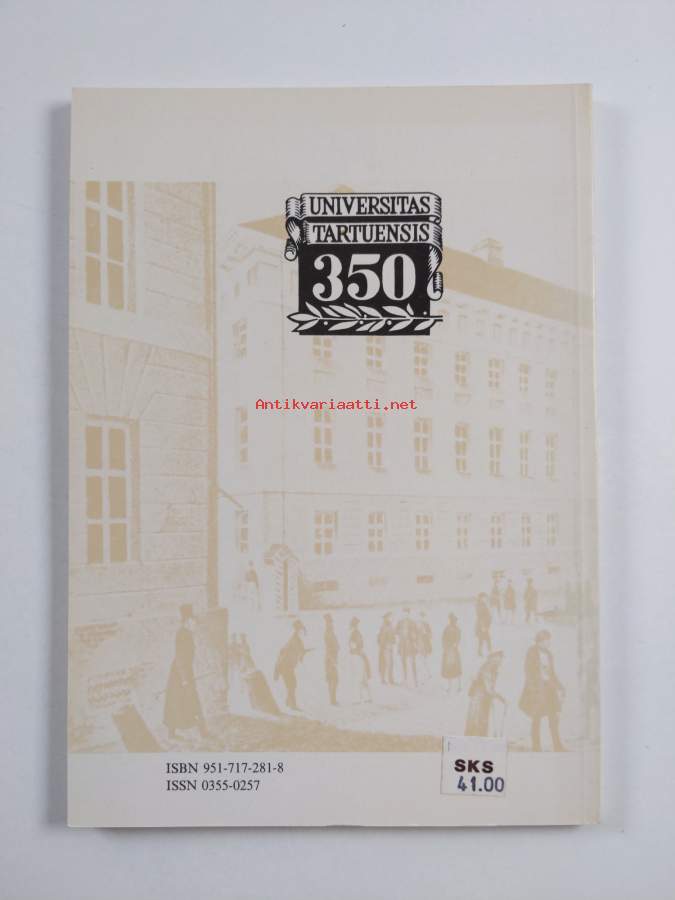 UNIVERSITAS
TARTUENSIS
350
Antikvariaatti.net
ISBN 951-717-281-8
ISSN 0355-0257
SKS
41.00